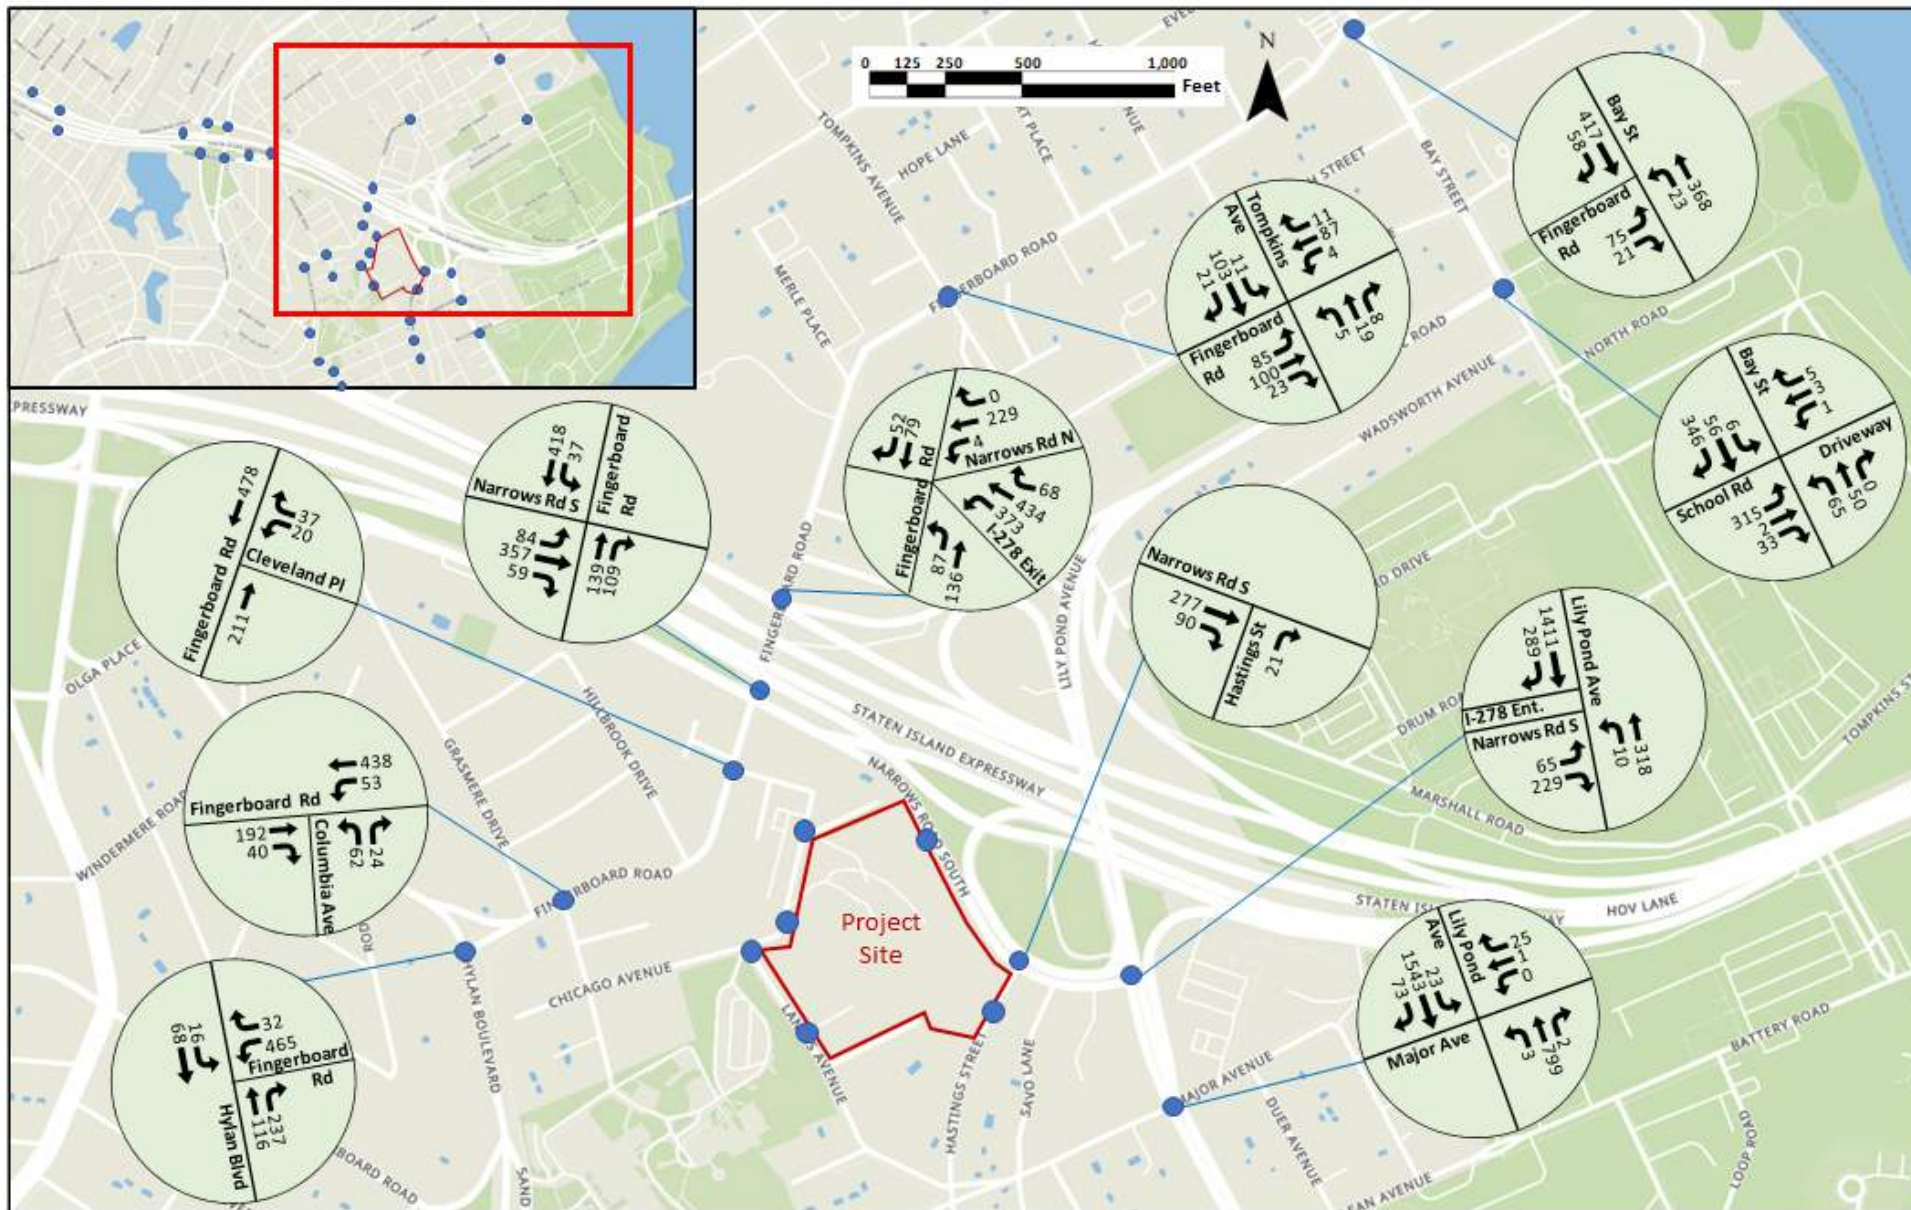 0 125 250 500 1,000
Feet
N
TOMPKINS AVENUE
HOPE LANE
BAY STREET
FINGERBOARD ROAD
MERLE PLACE
NORTH ROAD
WADSWORTH AVENUE
Bay St
417
58
368
23
Fingerboard
Rd
75
21
Tompkins
Ave
11
87
4
11
103
21
8
19
5
Fingerboard
Rd
85
100
23
Bay St
5
3
1
6
56
346
Driveway
0
50
65
School Rd
315
2
33
PRESSWAY
478
37
20
Fingerboard Rd
Cleveland Pl
211
418
37
Narrows Rd S
Fingerboard
Rd
84
357
59
139
109
52
79
0
229
4
Narrows Rd N
Fingerboard
Rd
68
434
373
I-278 Exit
87
136
Narrows Rd S
277
90
Hastings St
21
Lily Pond Ave
1411
289
I-278 Ent.
Narrows Rd S
65
229
318
10
OLGA PLACE
HILLBROOK DRIVE
LILY POND AVENUE
STATEN ISLAND EXPRESSWAY
TOMPKINS ST
MARSHALL ROAD
438
53
Fingerboard Rd
192
40
Columbia Ave
62
24
WINDERMERE ROAD
GRASMERE DRIVE
NARROWS ROAD SOUTH
HOV LANE
Project
Site
CHICAGO AVENUE
HYLAN BOULEVARD
HASTINGS STREET
SAVO LANE
MAJOR AVENUE
DUER AVENUE
BATTERY ROAD
LOOP ROAD
Lily Pond
Ave
25
1
0
23
1543
73
Major Ave
2
799
3
16
68
32
465
Fingerboard
Rd
Hylan Blvd
237
116
BOARD ROAD
SAND